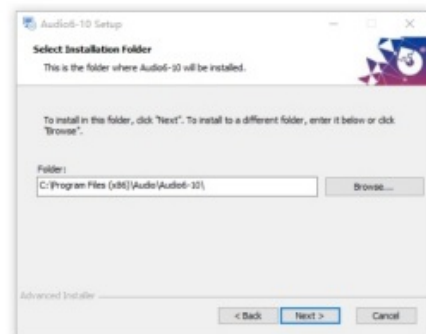 Audio6-10 Setup
Select Installation Folder
This is the folder where Audio6-10 will be installed.
To install in this folder, click "Next". To install to a different folder, enter it below or click
"Browse".
Folder:
C:\Program Files (x86)\Audio\Audio6-10\
Browse...
Advanced Installer
< Back
Next >
Cancel